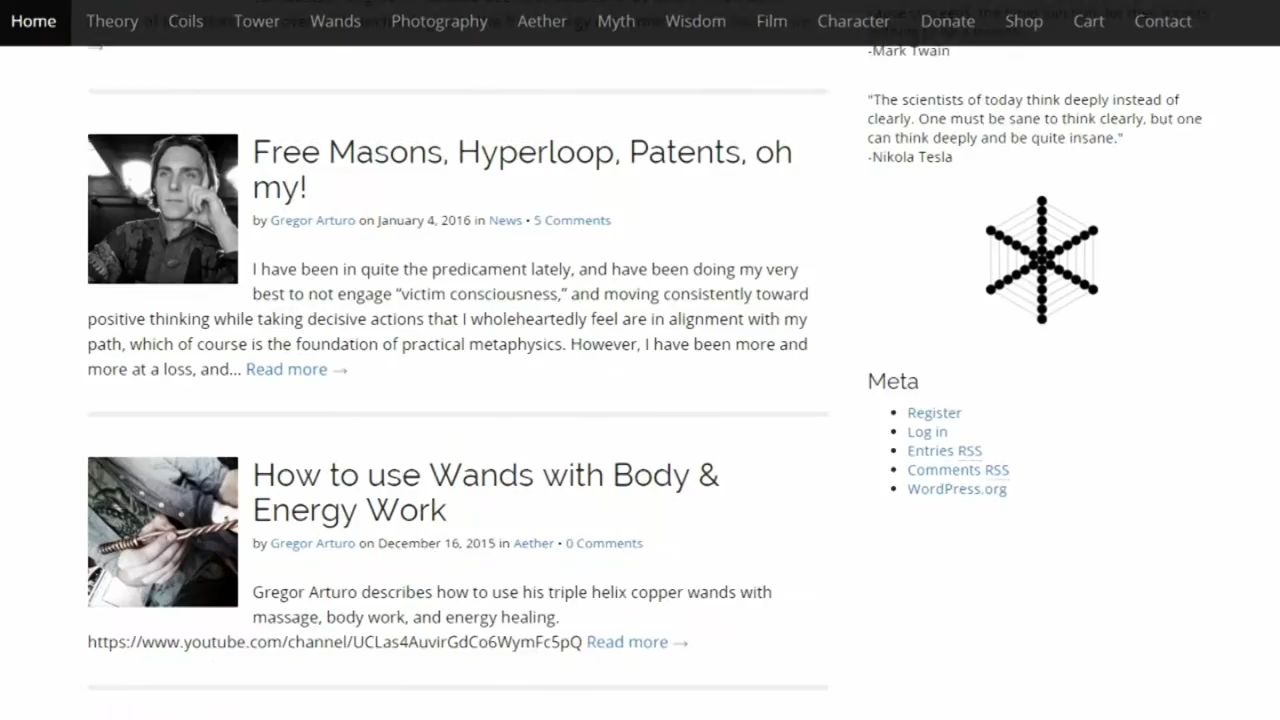 Home Theory Coils Tower Wands Photography Aether Myth Wisdom Film Character Donate Shop Cart Contact
→
Free Masons, Hyperloop, Patents, oh
my!
by Gregor Arturo on January 4, 2016 in News • 5 Comments
I have been in quite the predicament lately, and have been doing my very
best to not engage “victim consciousness,” and moving consistently toward
positive thinking while taking decisive actions that I wholeheartedly feel are in alignment with my
path, which of course is the foundation of practical metaphysics. However, I have been more and
more at a loss, and... Read more →
How to use Wands with Body &
Energy Work
by Gregor Arturo on December 16, 2015 in Aether • 0 Comments
Gregor Arturo describes how to use his triple helix copper wands with
massage, body work, and energy healing.
https://www.youtube.com/channel/UCLas4AuvirGdCo6WymFc5pQ Read more →
-Mark Twain
"The scientists of today think deeply instead of
clearly. One must be sane to think clearly, but one
can think deeply and be quite insane."
-Nikola Tesla
Meta
• Register
• Log in
• Entries RSS
• Comments RSS
• WordPress.org